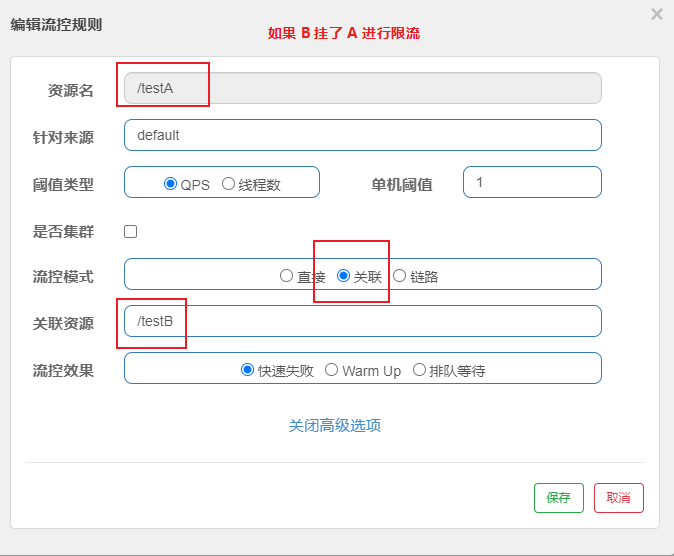 编辑流控规则
×
如果 B 挂了 A 进行限流
资源名 /testA
针对来源 default
阈值类型 QPS 线程数 单机阈值 1
是否集群
流控模式 直接 关联 链路
关联资源 /testB
流控效果 快速失败 Warm Up 排队等待
关闭高级选项
保存 取消